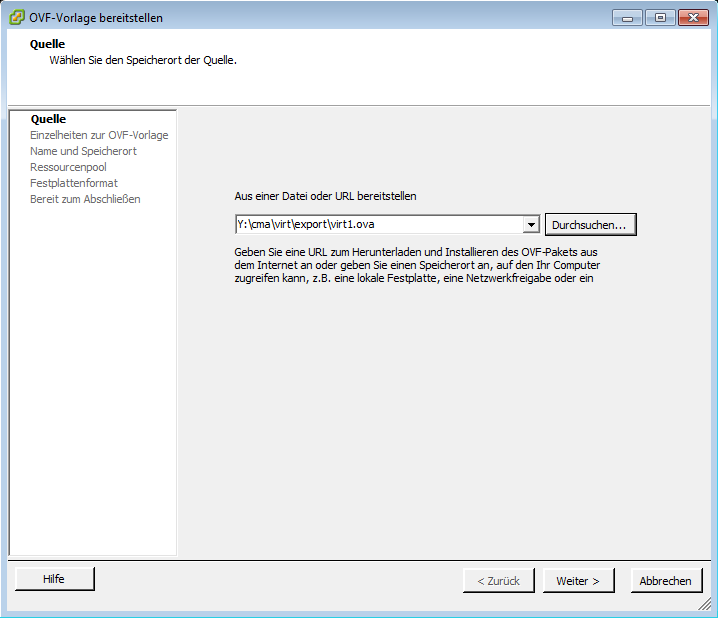 OVF-Vorlage bereitstellen
Quelle
Wählen Sie den Speicherort der Quelle.
Quelle
Einzelheiten zur OVF-Vorlage
Name und Speicherort
Ressourcenpool
Festplattenformat
Bereit zum Abschließen
Aus einer Datei oder URL bereitstellen
Y:\cma\virt\export\virt1.ova
Durchsuchen...
Geben Sie eine URL zum Herunterladen und Installieren des OVF-Pakets aus
dem Internet an oder geben Sie einen Speicherort an, auf den Ihr Computer
zugreifen kann, z.B. eine lokale Festplatte, eine Netzwerkfreigabe oder ein
Hilfe
< Zurück
Weiter >
Abbrechen